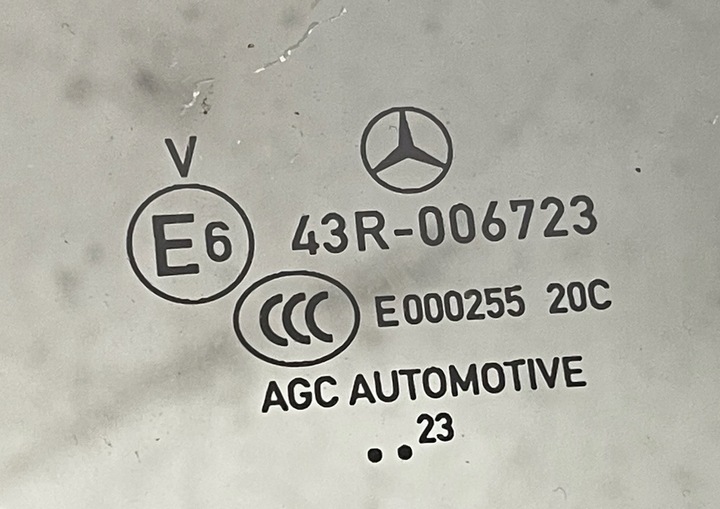 V
E6 43R-006723
CCC E000255 20C
AGC AUTOMOTIVE
..23